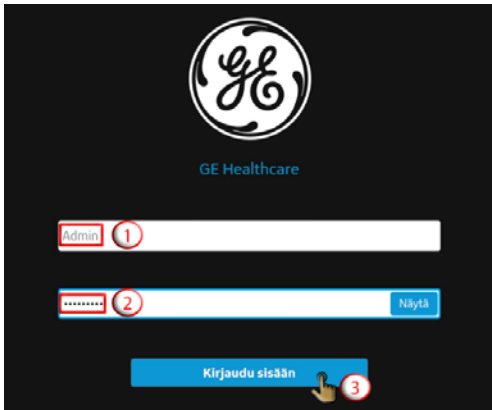 GE
GE Healthcare
Admin
1
.........
2
Näytä
Kirjaudu sisään
3